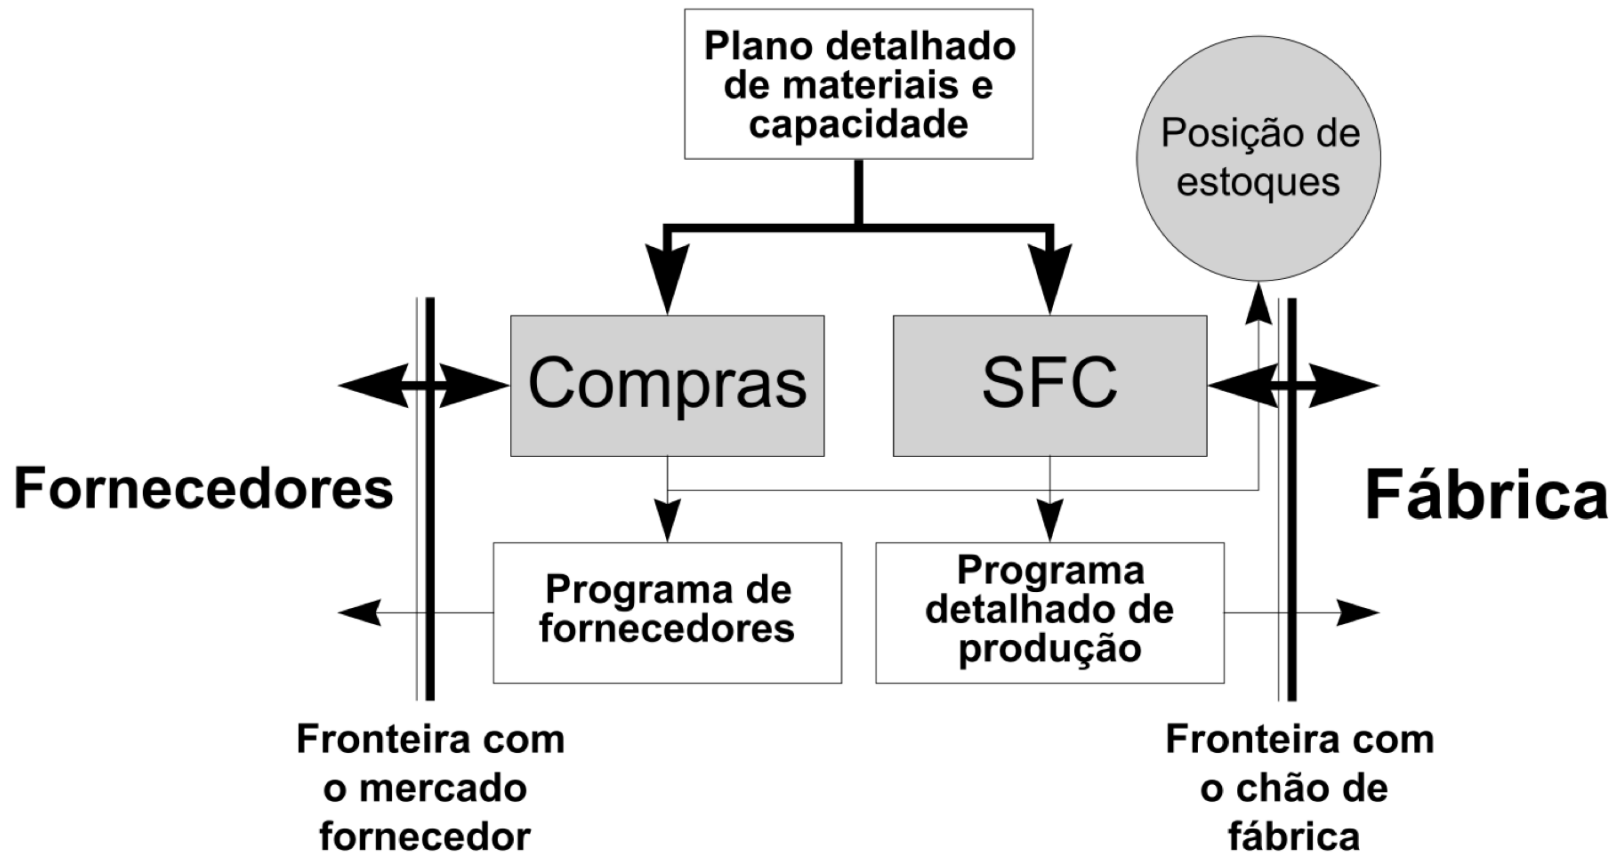 Plano detalhado
de materiais e
capacidade
Posição de
estoques
Compras
SFC
Fornecedores
Fábrica
Programa de
fornecedores
Programa
detalhado de
produção
Fronteira com
o mercado
fornecedor
Fronteira com
o chão de
fábrica